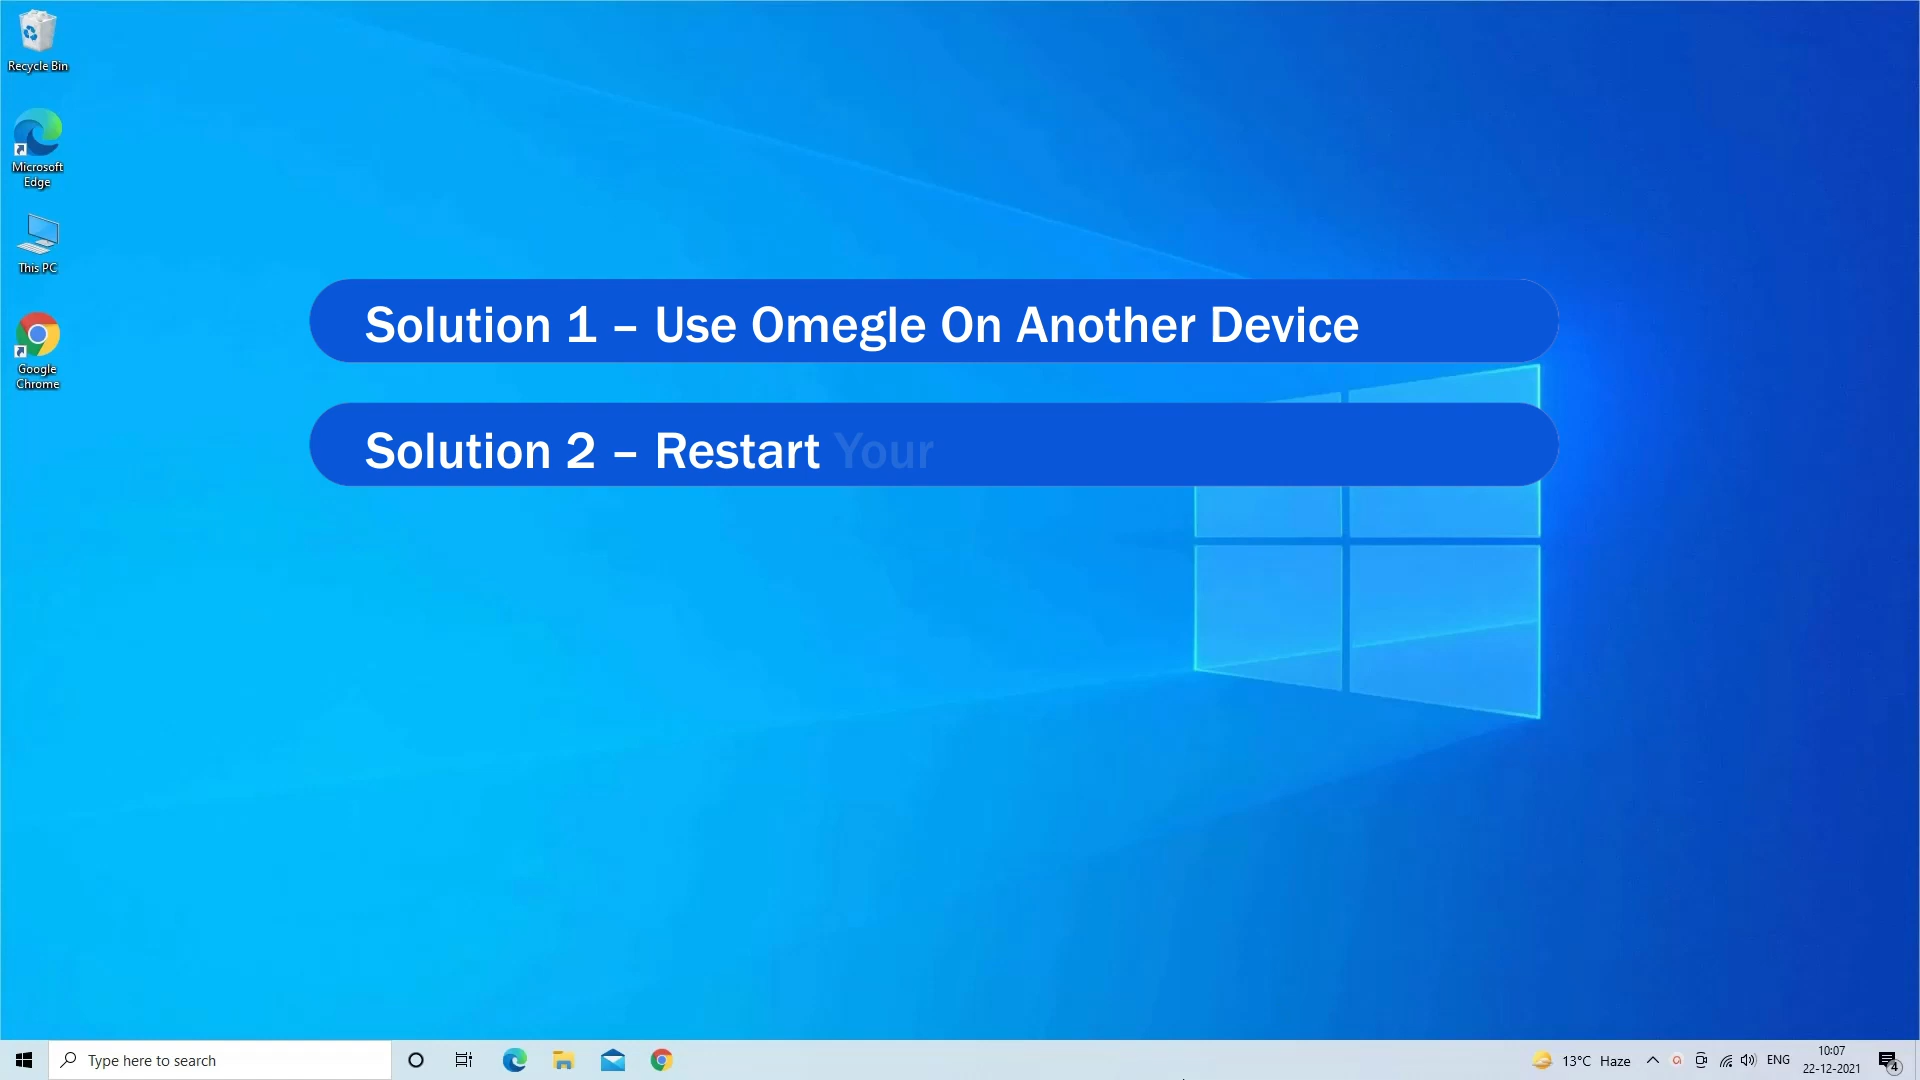 Recycle Bin
Microsoft
Edge
This PC
Google
Chrome
Solution 1 – Use Omegle On Another Device
Solution 2 – Restart Your
Type here to search
13°C Haze
ENG
10:07
22-12-2021
4